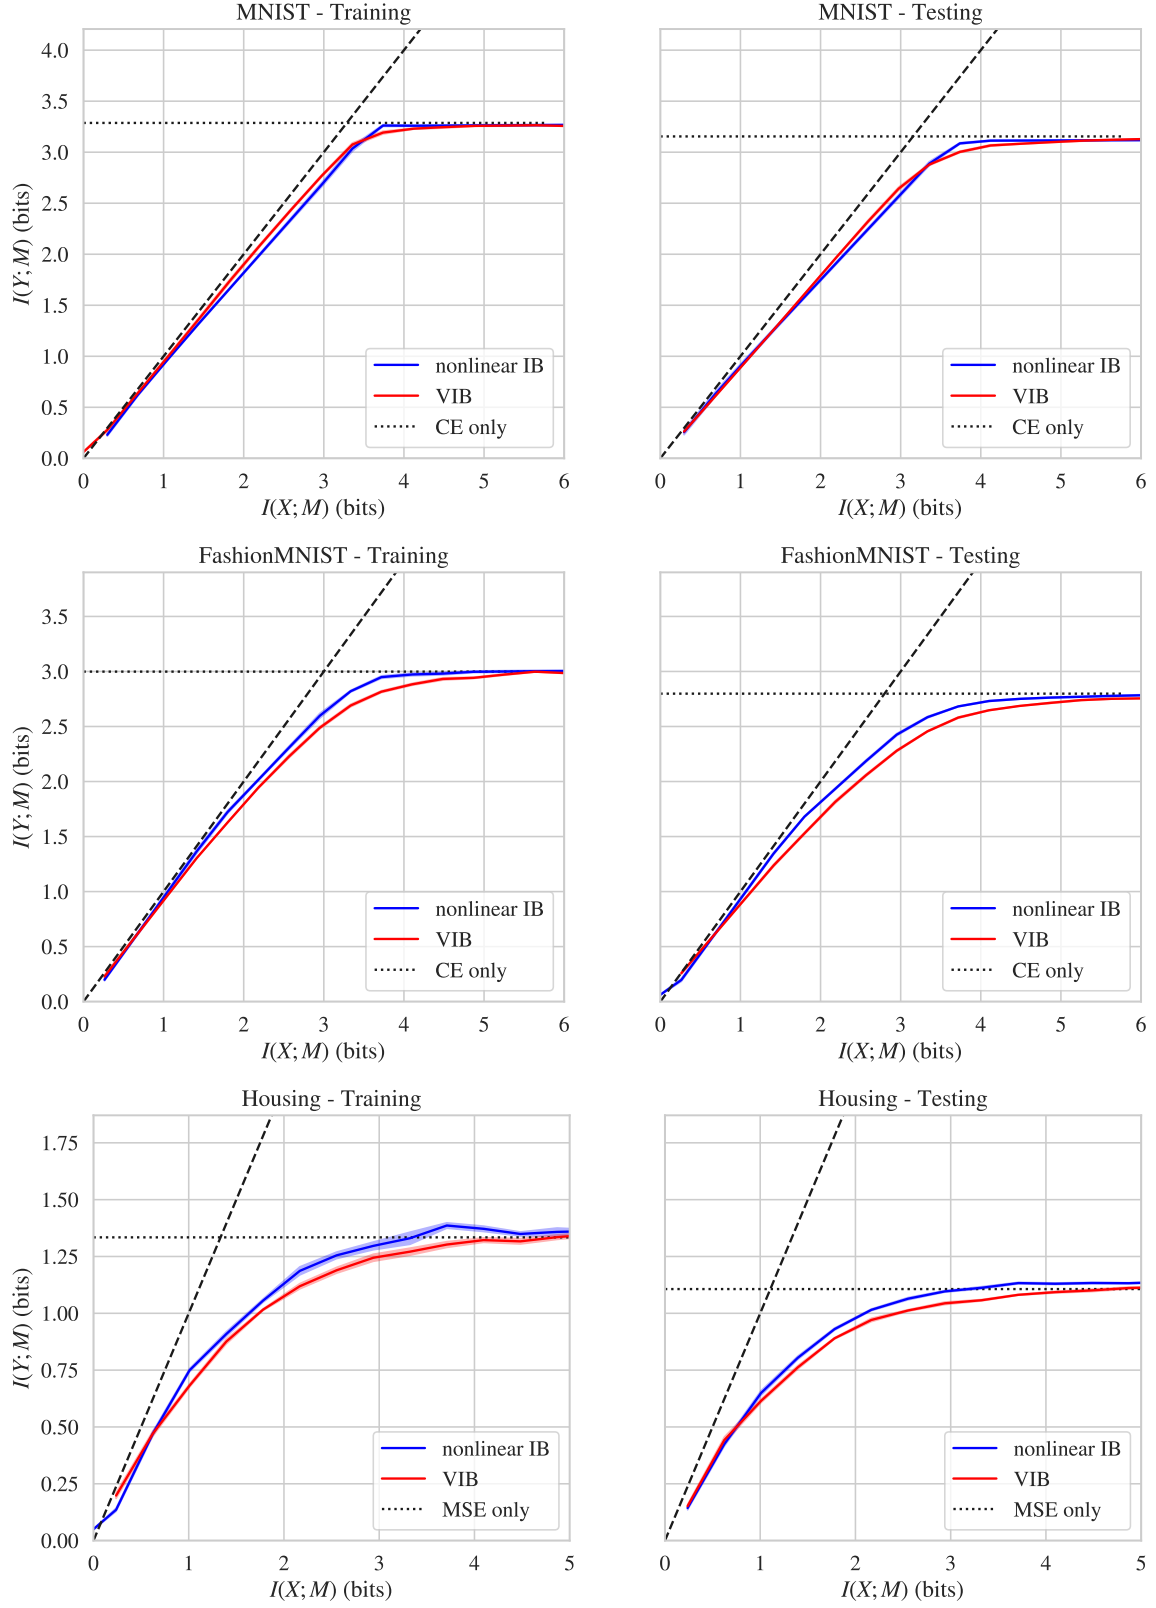 MNIST - Training
MNIST - Testing
4.0
3.5
3.0
2.5
2.0
1.5
1.0
0.5
0.0
I(Y; M) (bits)
nonlinear IB
VIB
CE only
nonlinear IB
VIB
CE only
0 1 2 3 4 5 6
0 1 2 3 4 5 6
I(X; M) (bits)
I(X; M) (bits)
FashionMNIST - Training
FashionMNIST - Testing
3.5
3.0
2.5
2.0
1.5
1.0
0.5
0.0
I(Y; M) (bits)
nonlinear IB
VIB
CE only
nonlinear IB
VIB
CE only
0 1 2 3 4 5 6
0 1 2 3 4 5 6
I(X; M) (bits)
I(X; M) (bits)
Housing - Training
Housing - Testing
1.75
1.50
1.25
1.00
0.75
0.50
0.25
0.00
I(Y; M) (bits)
nonlinear IB
VIB
MSE only
nonlinear IB
VIB
MSE only
0 1 2 3 4 5
0 1 2 3 4 5
I(X; M) (bits)
I(X; M) (bits)